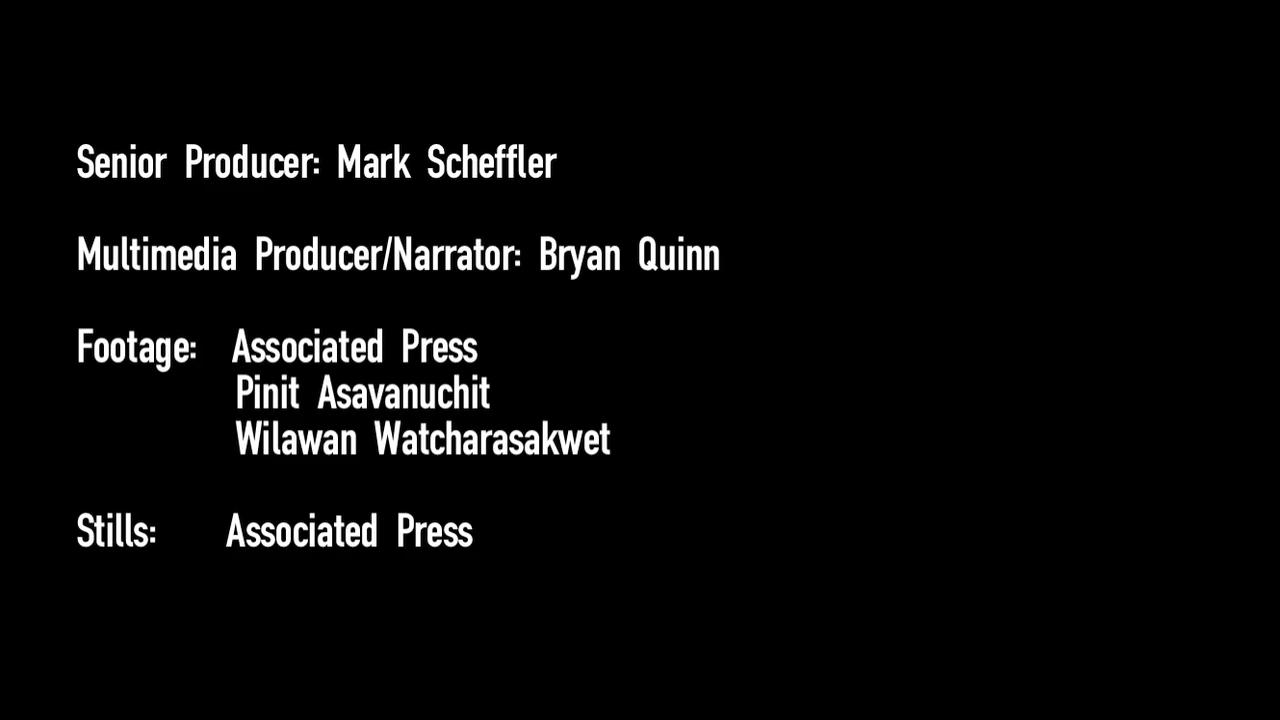 Senior Producer: Mark Scheffler
Multimedia Producer/Narrator: Bryan Quinn
Footage: Associated Press
Pinit Asavanuchit
Wilawan Watcharasakwet
Stills: Associated Press